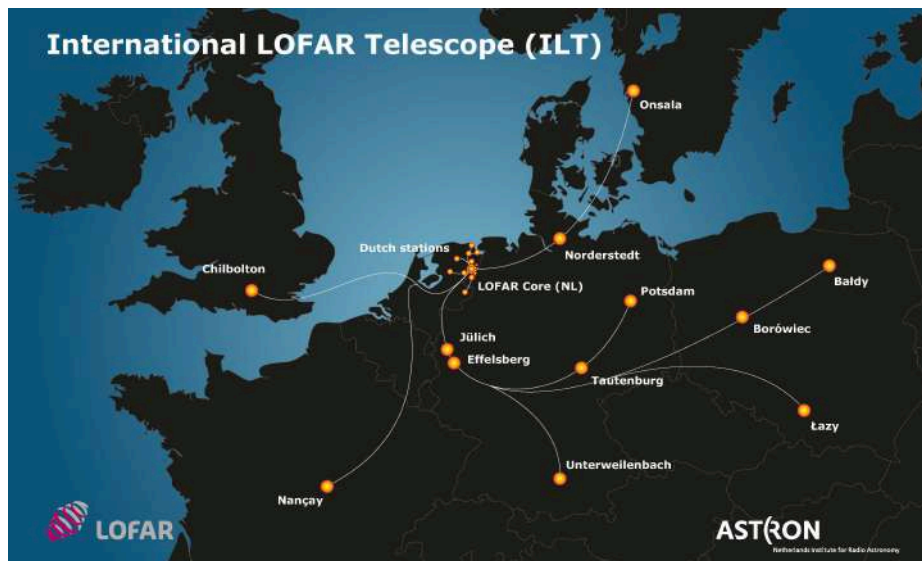 International LOFAR Telescope (ILT)
Onsala
Dutch stations
Norderstedt
Chilbolton
LOFAR Core (NL)
Bałdy
Potsdam
Borówiec
Jülich
Effelsberg
Tautenburg
Łazy
Unterweilenbach
Nançay
LOFAR
ASTRON
Netherlands Institute for Radio Astronomy